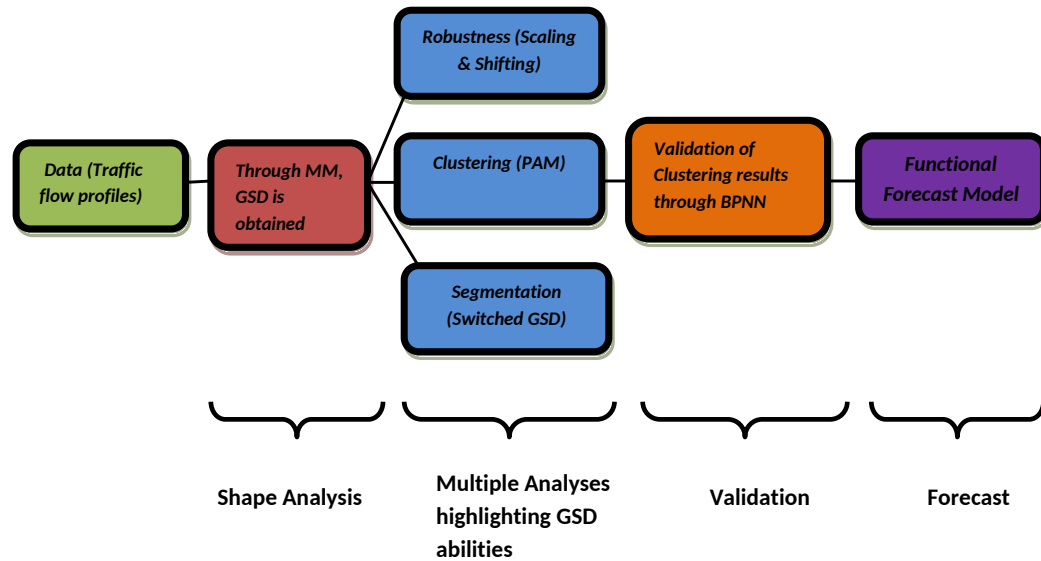 Robustness (Scaling
& Shifting)
Data (Traffic
flow profiles)
Through MM,
GSD is
obtained
Clustering (PAM)
Validation of
Clustering results
through BPNN
Functional
Forecast Model
Segmentation
(Switched GSD)
Shape Analysis
Multiple Analyses
highlighting GSD
abilities
Validation
Forecast